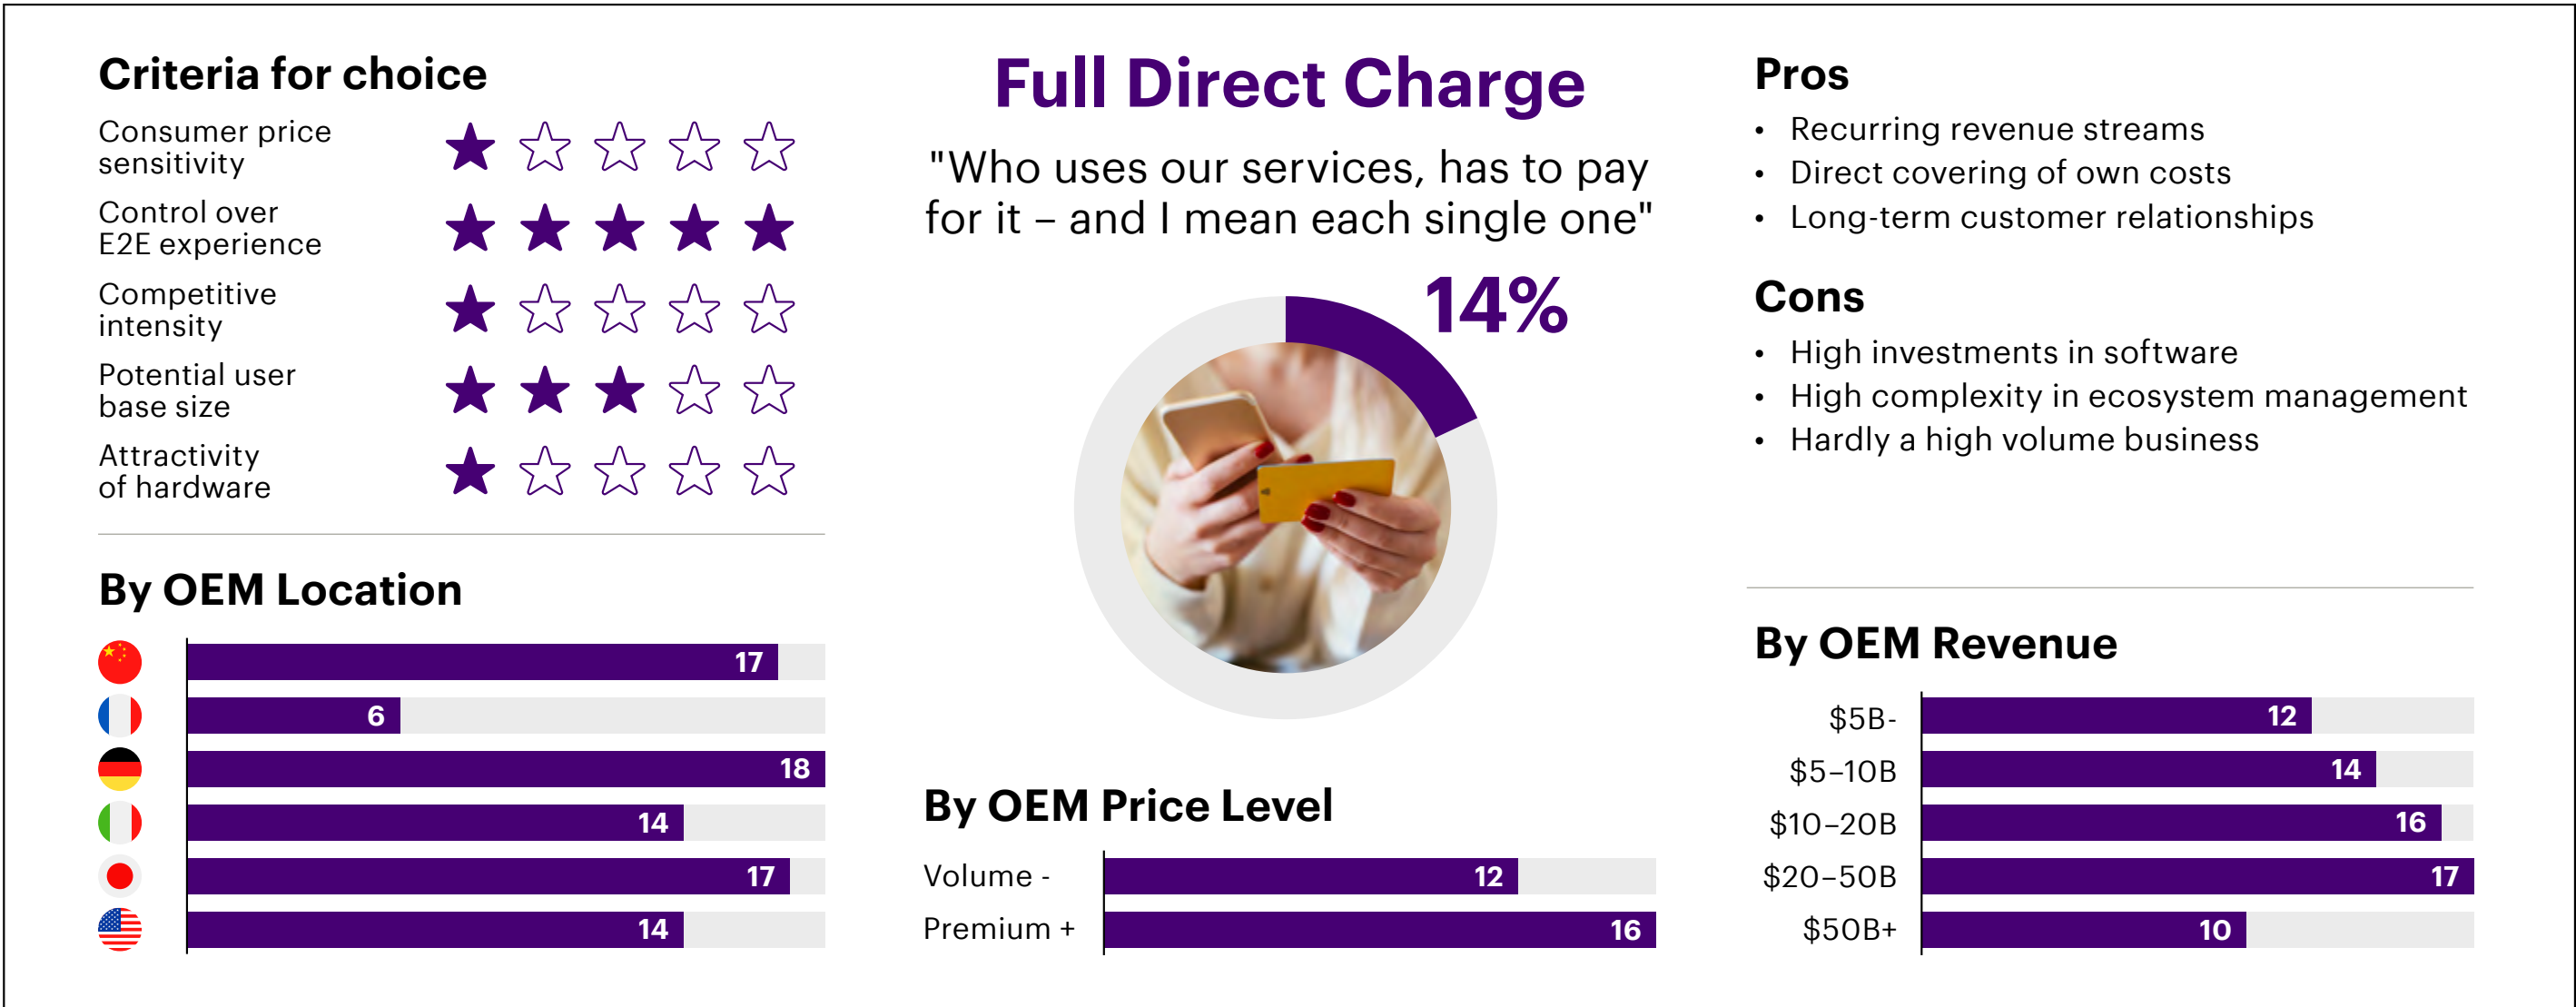 Criteria for choice
Consumer price
sensitivity
Control over
E2E experience
Competitive
intensity
Potential user
base size
Attractivity
of hardware
By OEM Location
17
6
18
14
17
14
Full Direct Charge
"Who uses our services, has to pay
for it – and I mean each single one"
14%
By OEM Price Level
Volume - 12
Premium + 16
Pros
• Recurring revenue streams
• Direct covering of own costs
• Long-term customer relationships
Cons
• High investments in software
• High complexity in ecosystem management
• Hardly a high volume business
By OEM Revenue
$5B- 12
$5–10B 14
$10–20B 16
$20–50B 17
$50B+ 10